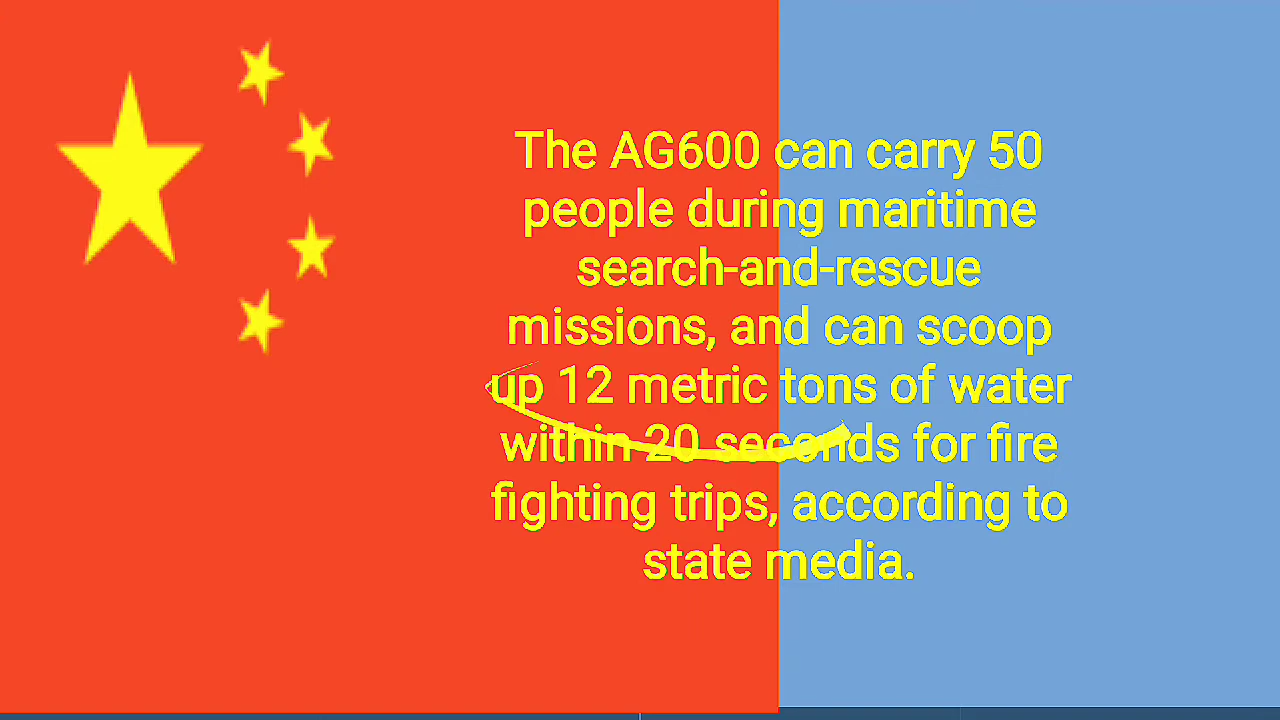 The AG600 can carry 50
people during maritime
search-and-rescue
missions, and can scoop
up 12 metric tons of water
within 20 seconds for fire
fighting trips, according to
state media.